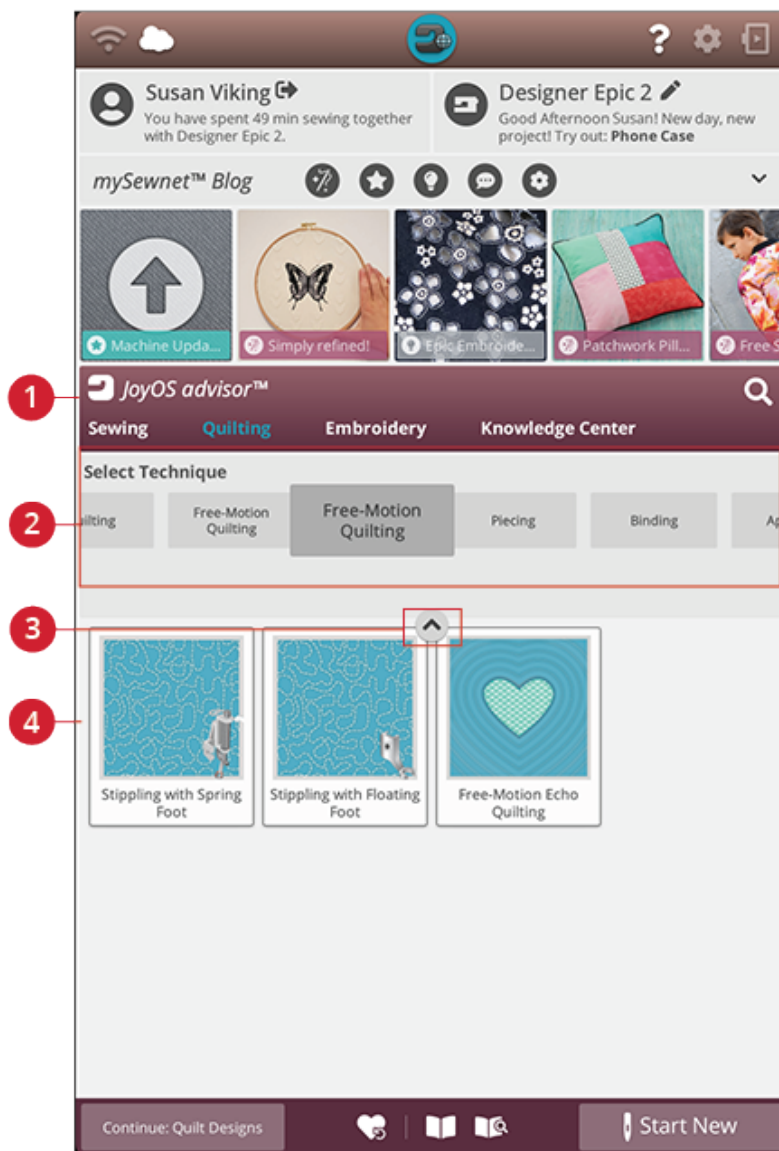 Susan Viking
You have spent 49 min sewing together
with Designer Epic 2.
Designer Epic 2
Good Afternoon Susan! New day, new
project! Try out: Phone Case
mySewnet™ Blog
Machine Upda...
Simply refined!
Epic Embroide...
Patchwork Pill...
Free S
1
JoyOS advisor™
Sewing
Quilting
Embroidery
Knowledge Center
2
Select Technique
uilting
Free-Motion
Quilting
Free-Motion
Quilting
Piecing
Binding
Ap
3
4
Stippling with Spring
Foot
Stippling with Floating
Foot
Free-Motion Echo
Quilting
Continue: Quilt Designs
Start New